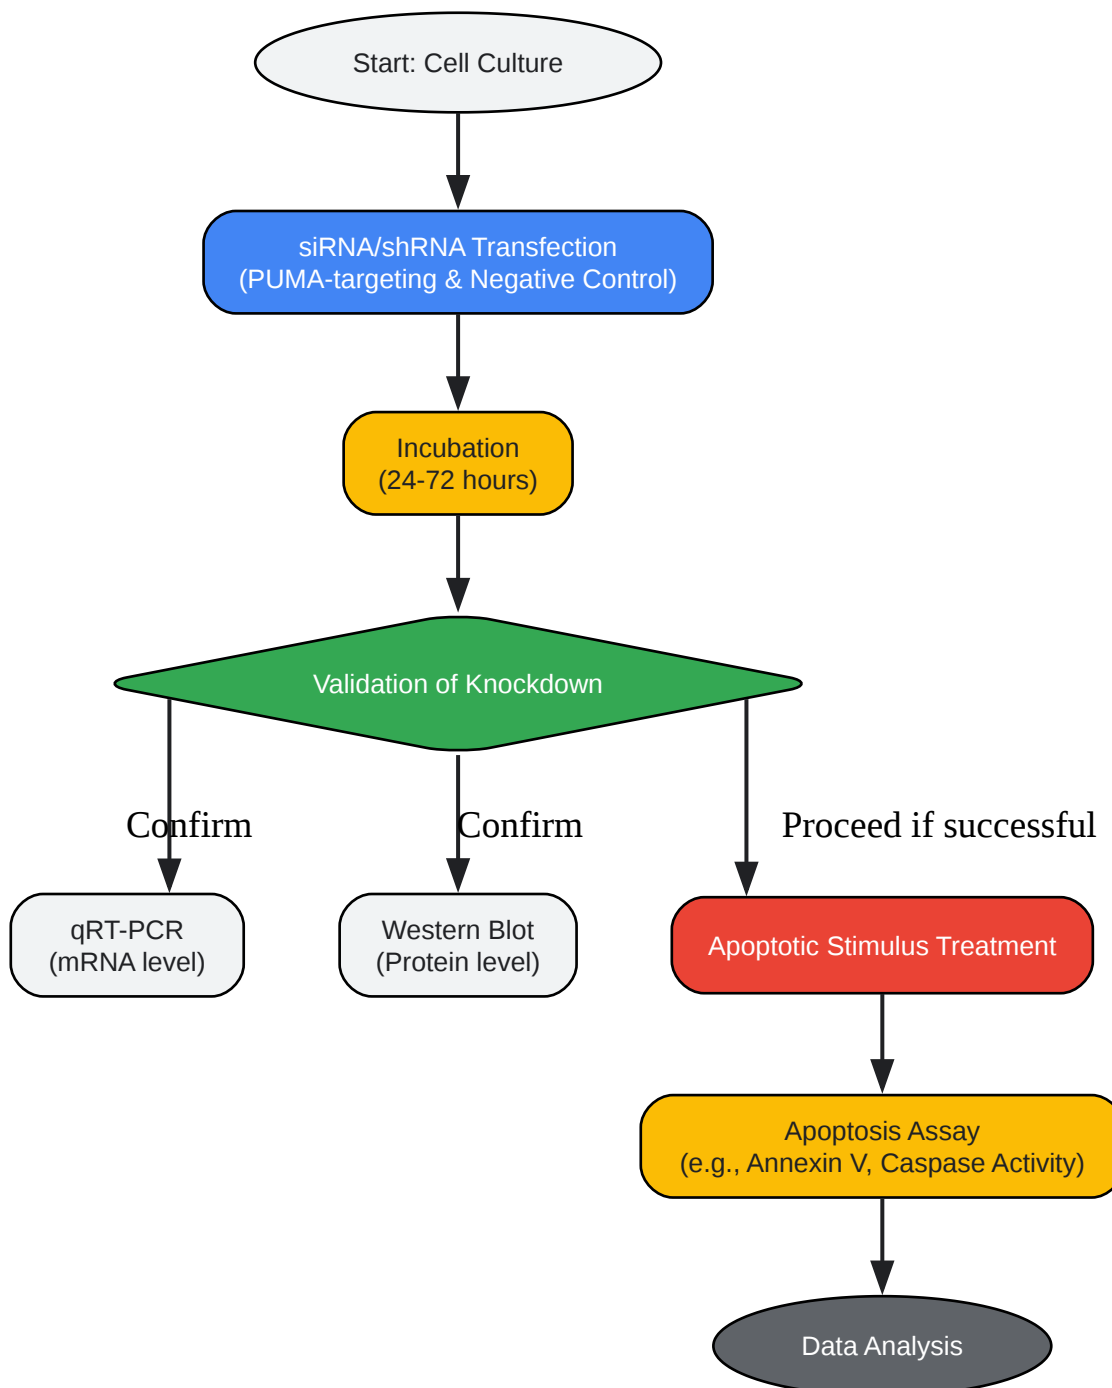 Start: Cell Culture
siRNA/shRNA Transfection
(PUMA-targeting & Negative Control)
Incubation
(24-72 hours)
Validation of Knockdown
Confirm
Confirm
Proceed if successful
qRT-PCR
(mRNA level)
Western Blot
(Protein level)
Apoptotic Stimulus Treatment
Apoptosis Assay
(e.g., Annexin V, Caspase Activity)
Data Analysis